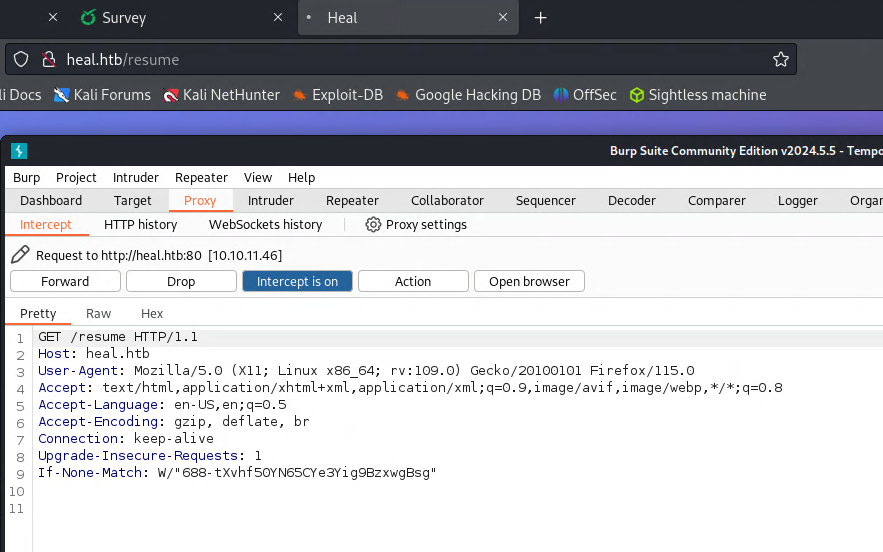 Survey
Heal
heal.htb/resume
li Docs Kali Forums Kali NetHunter Exploit-DB Google Hacking DB OffSec Sightless machine
Burp Suite Community Edition v2024.5.5 - Tempo
Burp Project Intruder Repeater View Help
Dashboard Target Proxy Intruder Repeater Collaborator Sequencer Decoder Comparer Logger Organ
Intercept HTTP history WebSockets history Proxy settings
Request to http://heal.htb:80 [10.10.11.46]
Forward Drop Intercept is on Action Open browser
Pretty Raw Hex
1 GET /resume HTTP/1.1
2 Host: heal.htb
3 User-Agent: Mozilla/5.0 (X11; Linux x86_64; rv:109.0) Gecko/20100101 Firefox/115.0
4 Accept: text/html,application/xhtml+xml,application/xml;q=0.9,image/avif,image/webp,*/*;q=0.8
5 Accept-Language: en-US,en;q=0.5
6 Accept-Encoding: gzip, deflate, br
7 Connection: keep-alive
8 Upgrade-Insecure-Requests: 1
9 If-None-Match: W/"688-tXvhf50YN65CYe3Yig9BzxwgBsg"
10
11